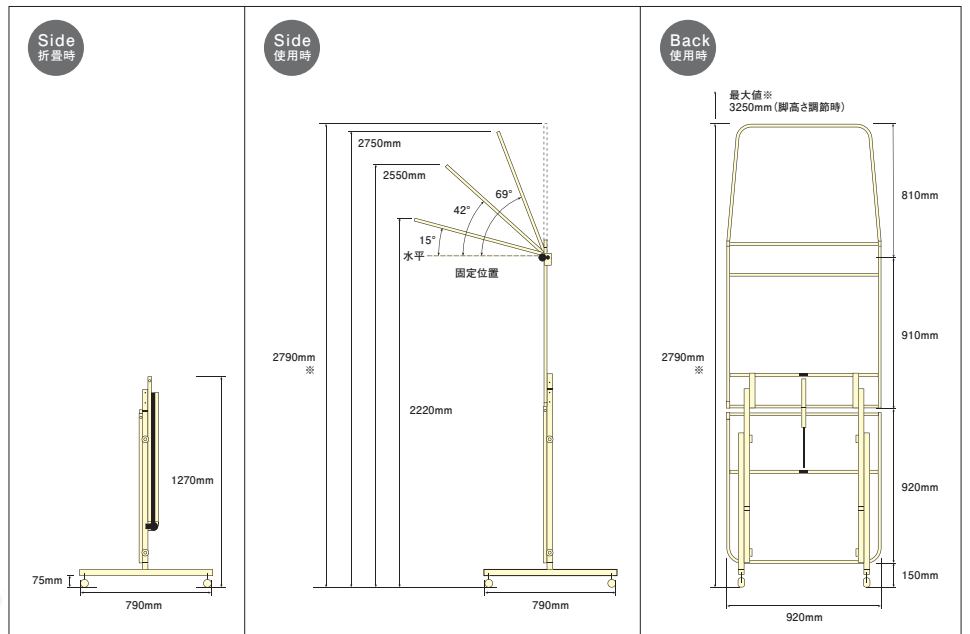 Side
折畳時
1270mm
75mm
790mm
Side
使用時
2750mm
2550mm
69°
42°
15°
水平
固定位置
2790mm
※
2220mm
790mm
Back
使用時
最大値※
3250mm（脚高さ調節時）
810mm
910mm
2790mm
※
920mm
150mm
920mm